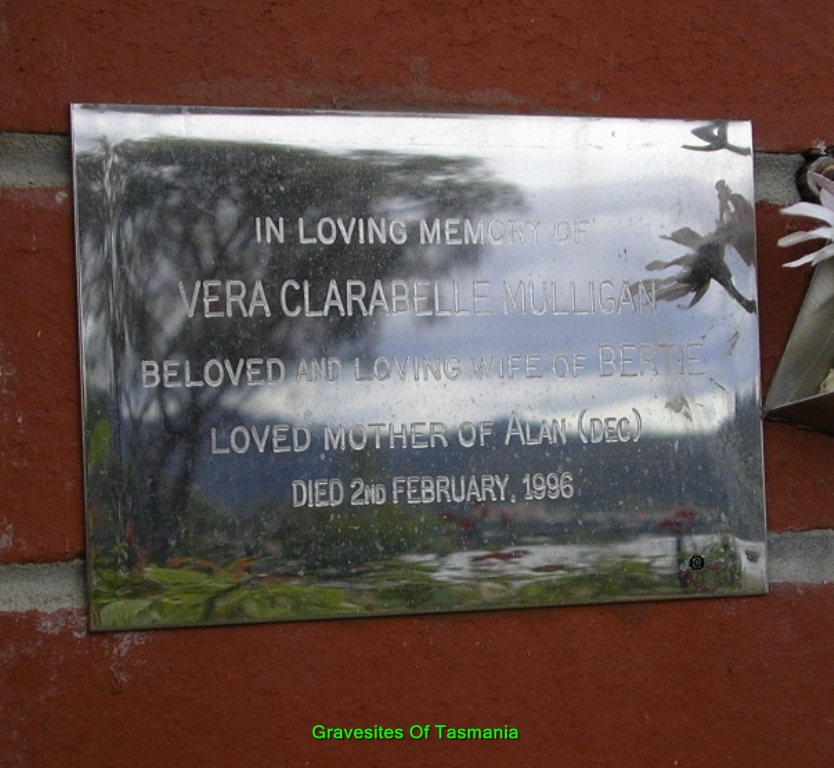 IN LOVING MEMORY OF
VERA CLARABELLE MULLIGAN
BELOVED AND LOVING WIFE OF BERTIE
LOVED MOTHER OF ALAN (DEC)
DIED 2ND FEBRUARY, 1996
Gravesites Of Tasmania